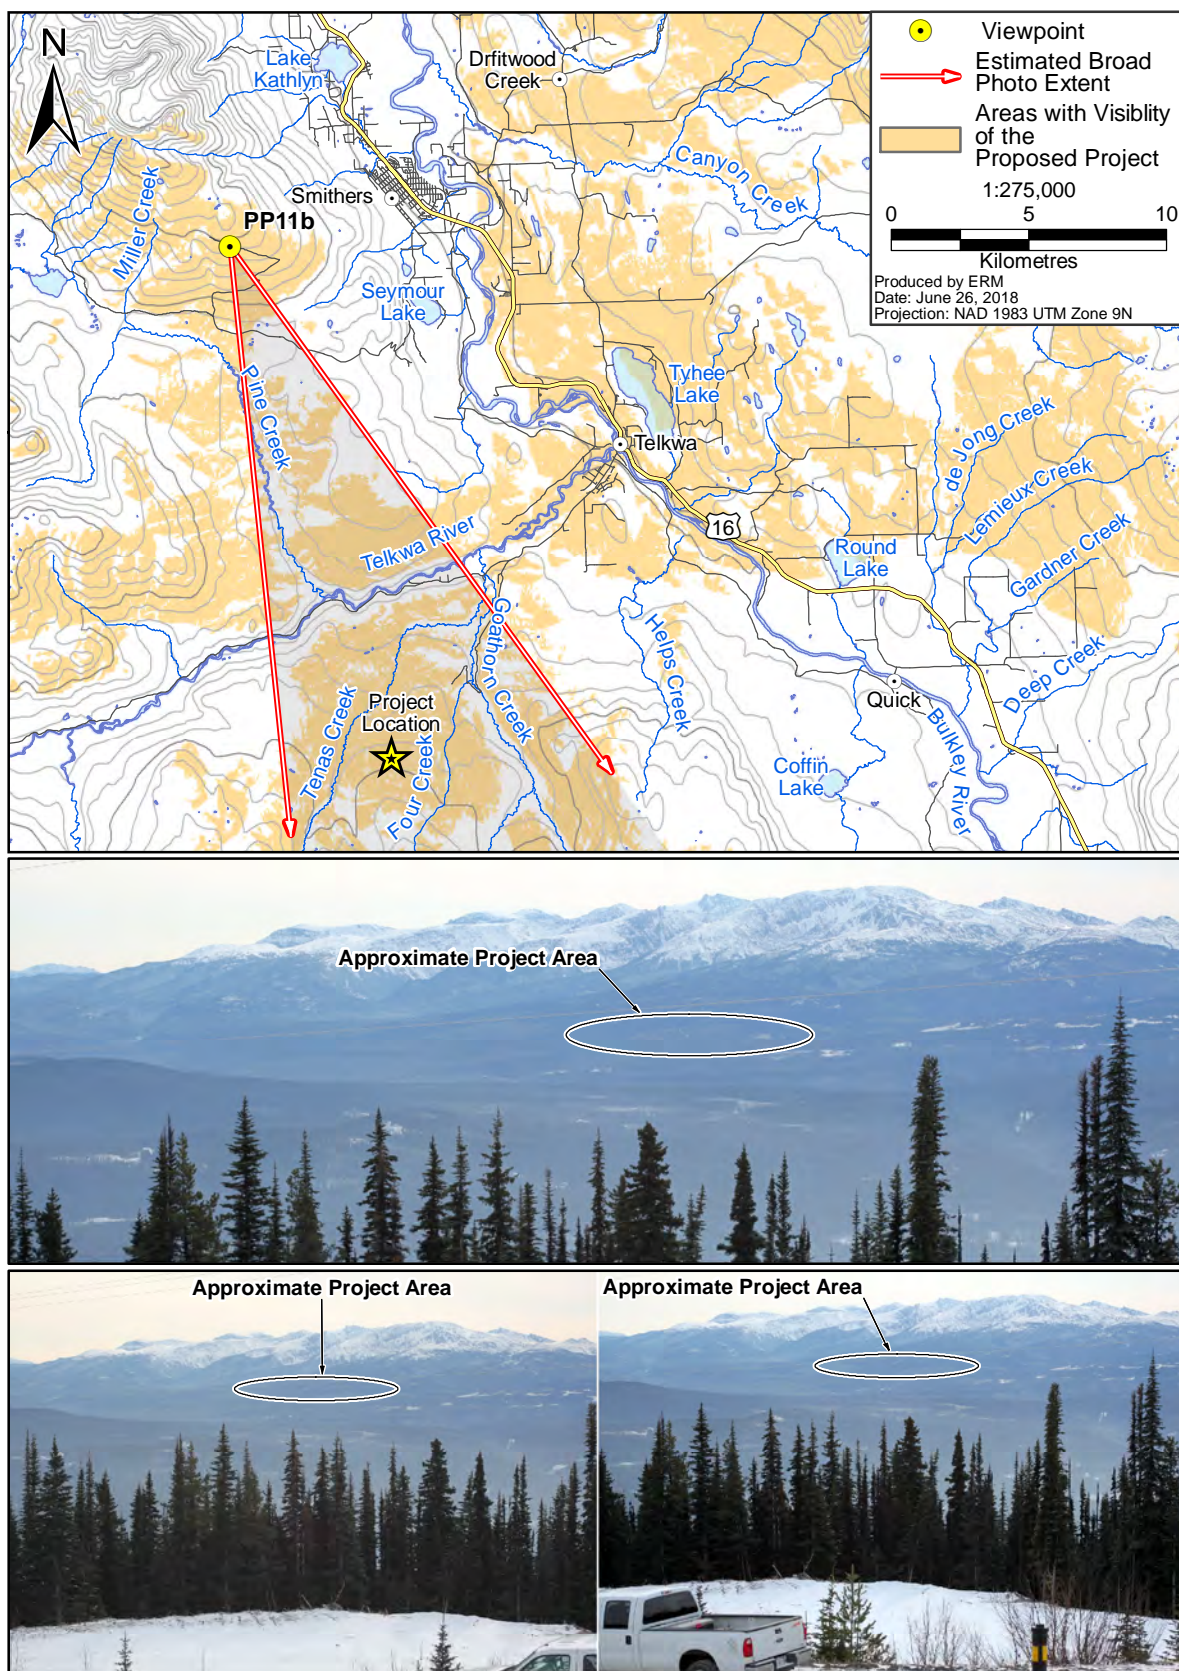 N
Lake
Kathlyn
Drfitwood
Creek
Viewpoint
Estimated Broad
Photo Extent
Areas with Visiblity
of the
Proposed Project
1:275,000
0 5 10
Kilometres
Produced by ERM
Date: June 26, 2018
Projection: NAD 1983 UTM Zone 9N
Canyon Creek
Smithers
Miller Creek
PP11b
Seymour
Lake
Pine Creek
Tyhee
Lake
Telkwa
de Jong Creek
Lemieux Creek
16
Telkwa River
Round
Lake
Gardner Creek
Goathorn Creek
Helps Creek
Deep Creek
Quick
Project
Location
Tenas Creek
Four Creek
Bulkley River
Coffin
Lake
Approximate Project Area
Approximate Project Area
Approximate Project Area